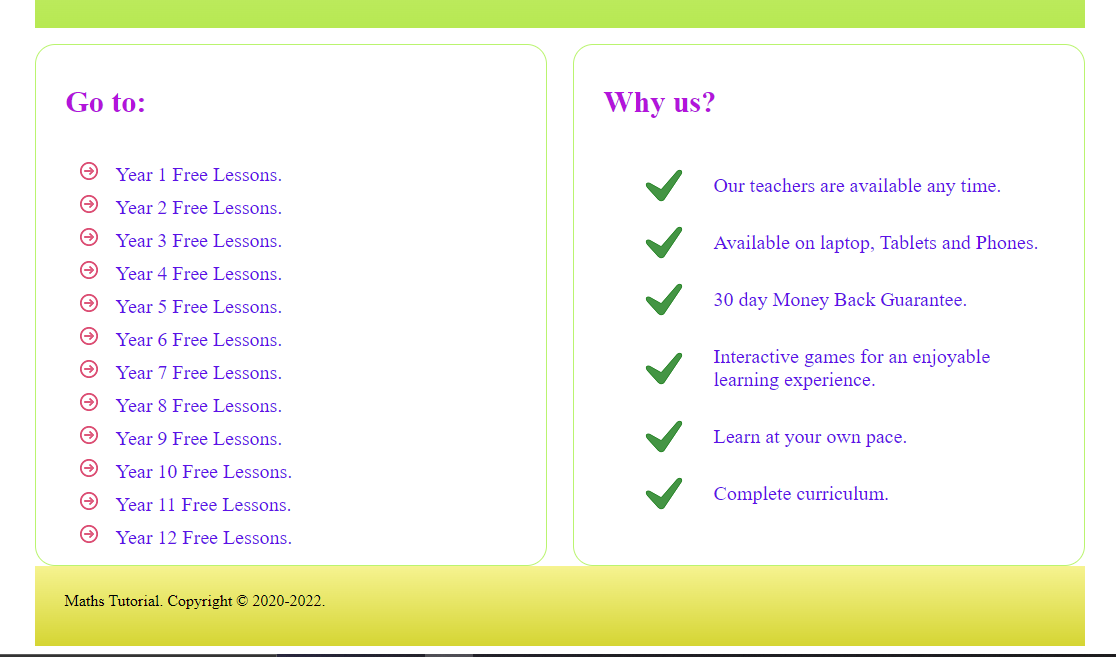 Go to:
Year 1 Free Lessons.
Year 2 Free Lessons.
Year 3 Free Lessons.
Year 4 Free Lessons.
Year 5 Free Lessons.
Year 6 Free Lessons.
Year 7 Free Lessons.
Year 8 Free Lessons.
Year 9 Free Lessons.
Year 10 Free Lessons.
Year 11 Free Lessons.
Year 12 Free Lessons.
Why us?
Our teachers are available any time.
Available on laptop, Tablets and Phones.
30 day Money Back Guarantee.
Interactive games for an enjoyable
learning experience.
Learn at your own pace.
Complete curriculum.
Maths Tutorial. Copyright © 2020-2022.